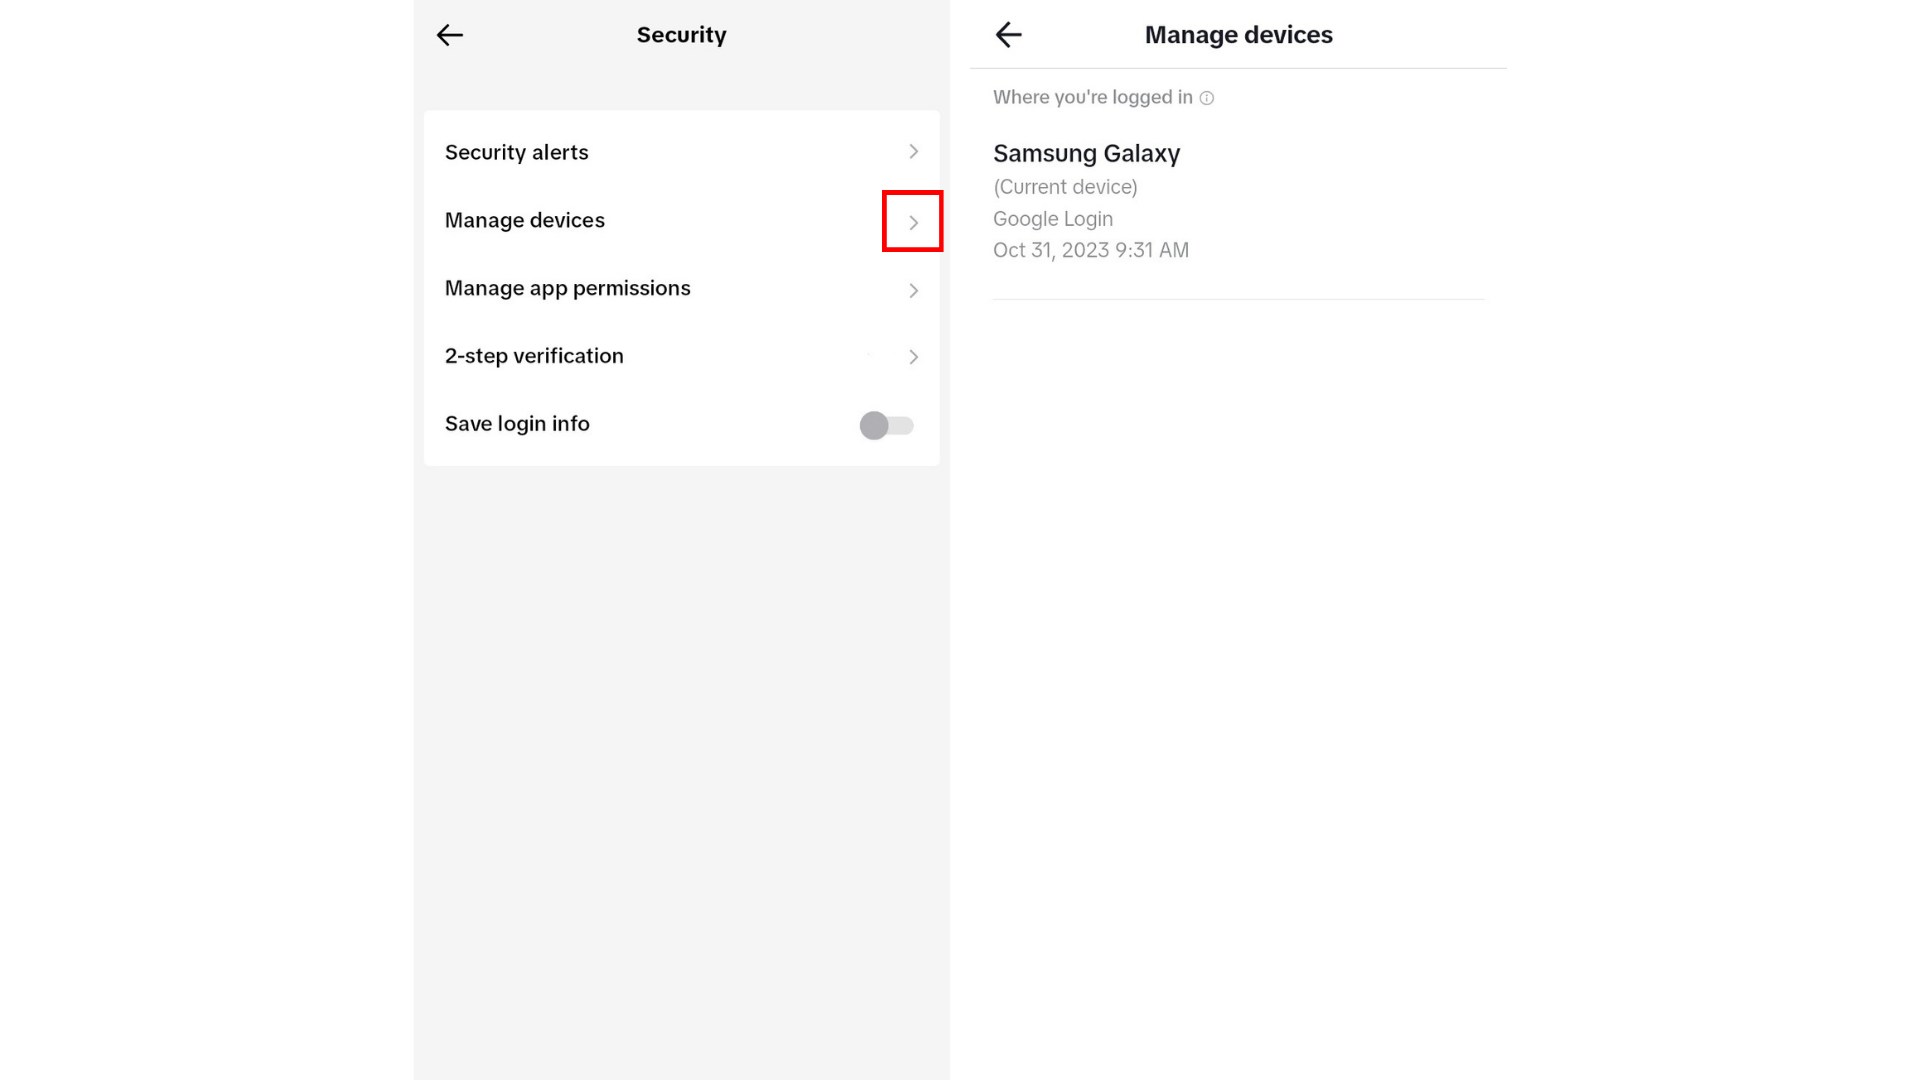 Security
Security alerts
Manage devices
Manage app permissions
2-step verification
Save login info
Manage devices
Where you're logged in
Samsung Galaxy
(Current device)
Google Login
Oct 31, 2023 9:31 AM